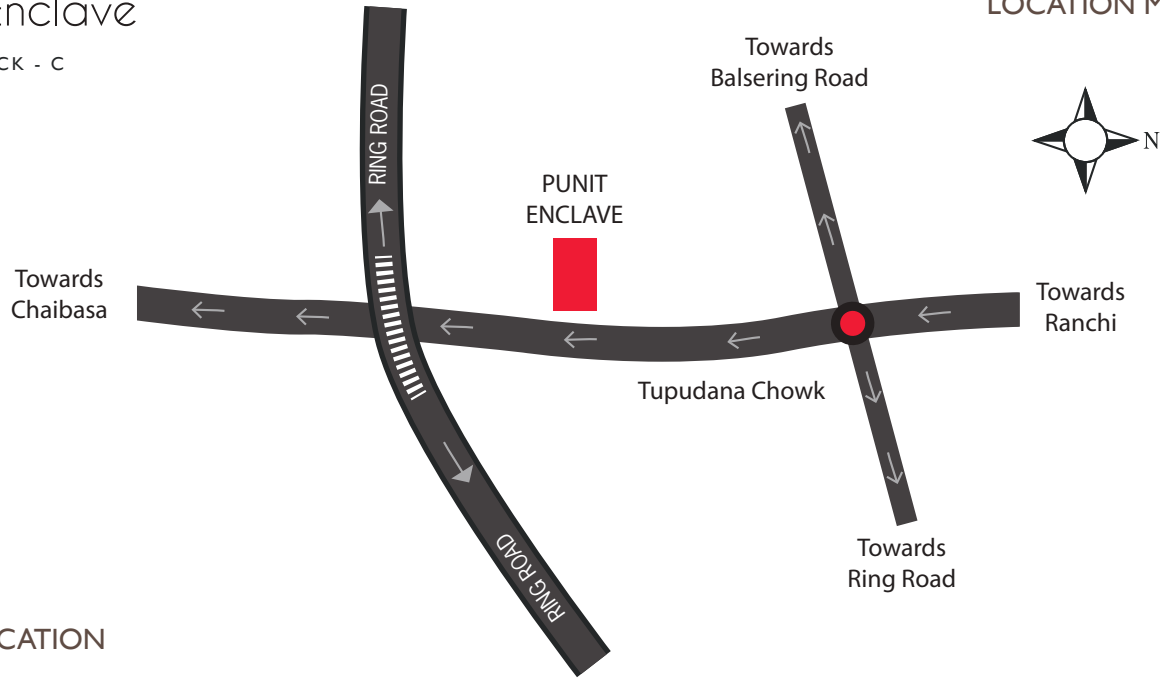 Enclave
CK - C
LOCATION M
Towards
Balsering Road
N
RING ROAD
PUNIT
ENCLAVE
Towards
Chaibasa
Towards
Ranchi
Tupudana Chowk
RING ROAD
Towards
Ring Road
CATION